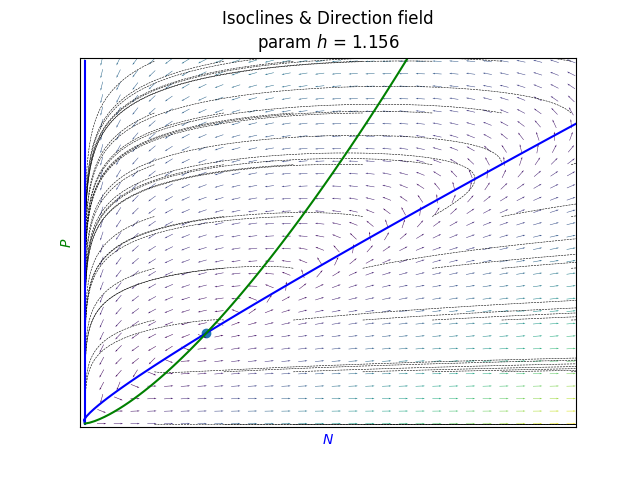 Isoclines & Direction field
param h = 1.156
P
N